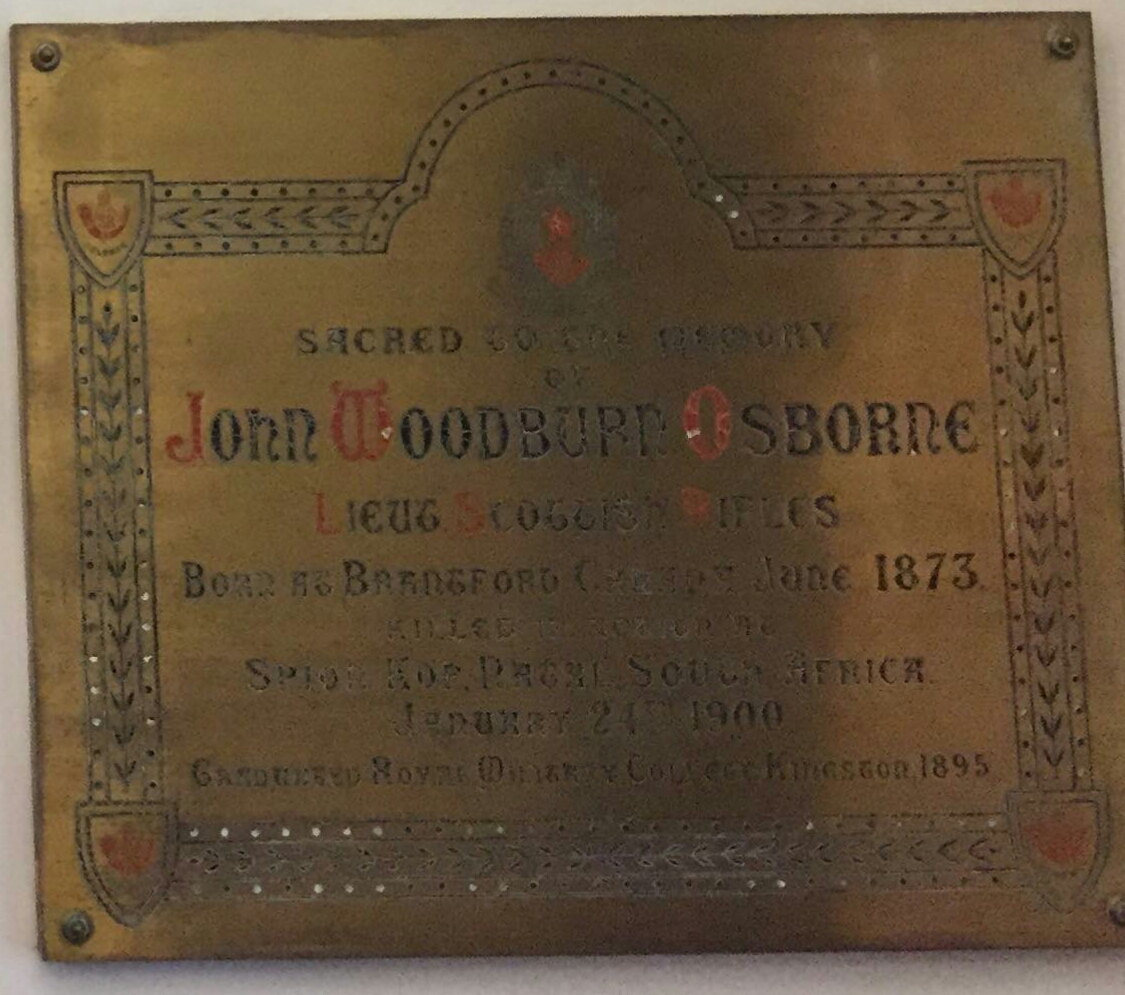 SACRED TO THE MEMORY
OF
JOHN WOODBURN OSBORNE
LIEUT. SCOTTISH RIFLES
BORN AT BRANTFORD CANADA JUNE 1873.
KILLED IN ACTION AT
SPION KOP, NATAL, SOUTH AFRICA.
JANUARY 24TH 1900
GRADUATED ROYAL MILITARY COLLEGE KINGSTON, 1895